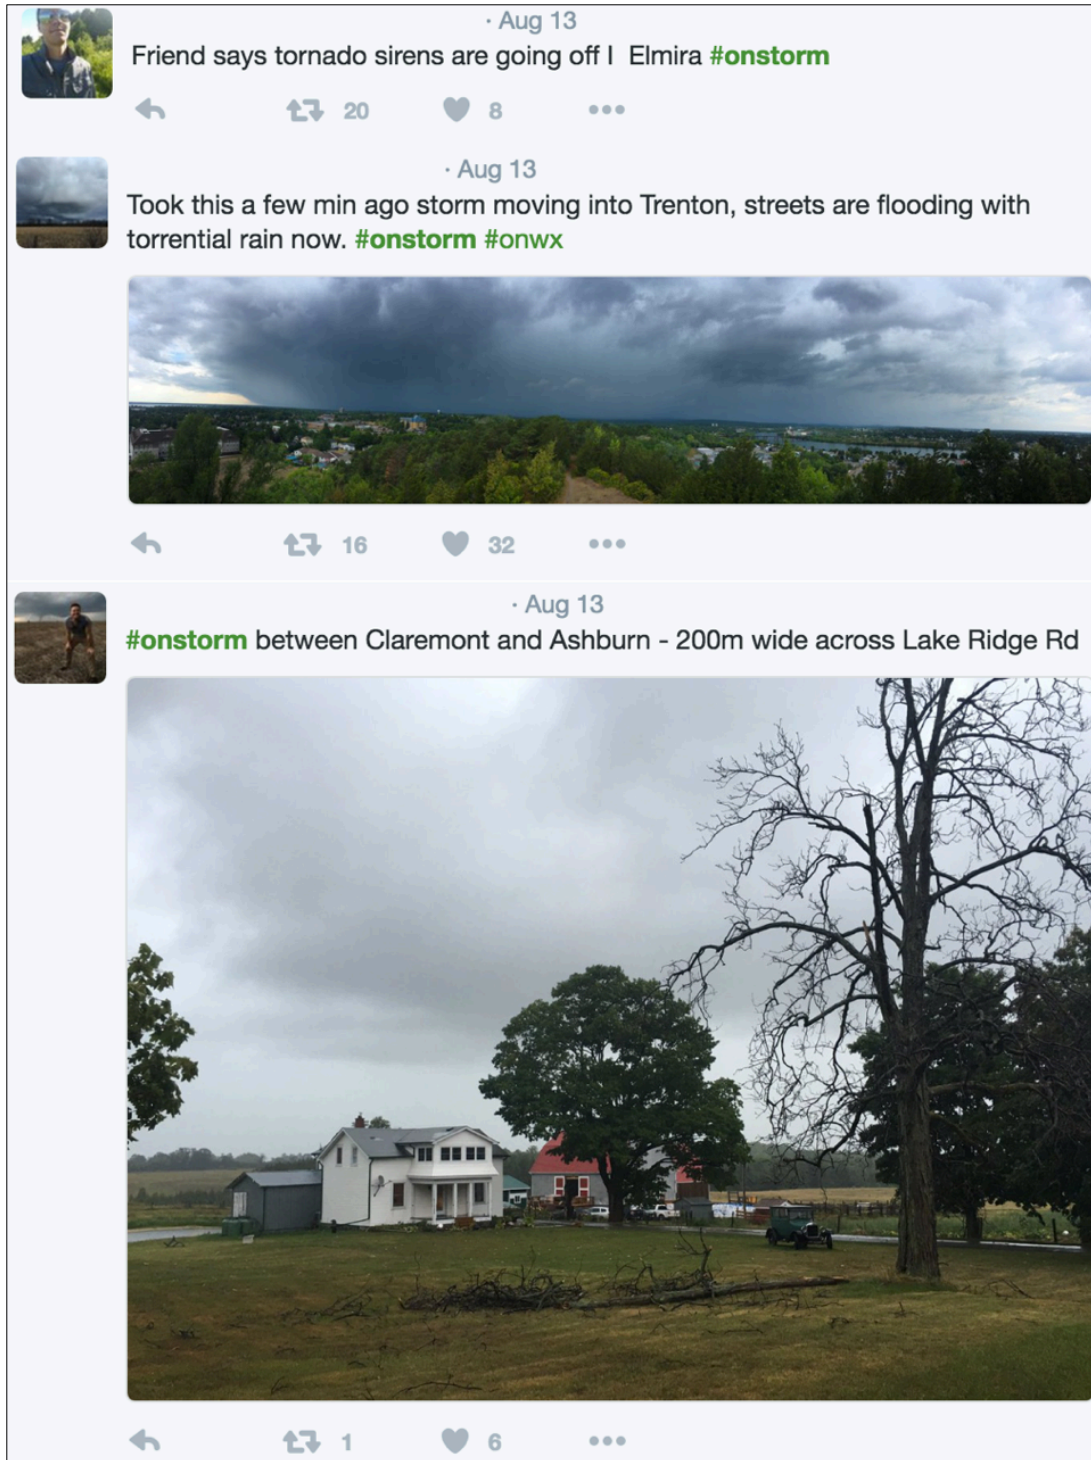 · Aug 13
Friend says tornado sirens are going off I  Elmira #onstorm
20 8
· Aug 13
Took this a few min ago storm moving into Trenton, streets are flooding with
torrential rain now. #onstorm #onwx
16 32
· Aug 13
#onstorm between Claremont and Ashburn - 200m wide across Lake Ridge Rd
1 6